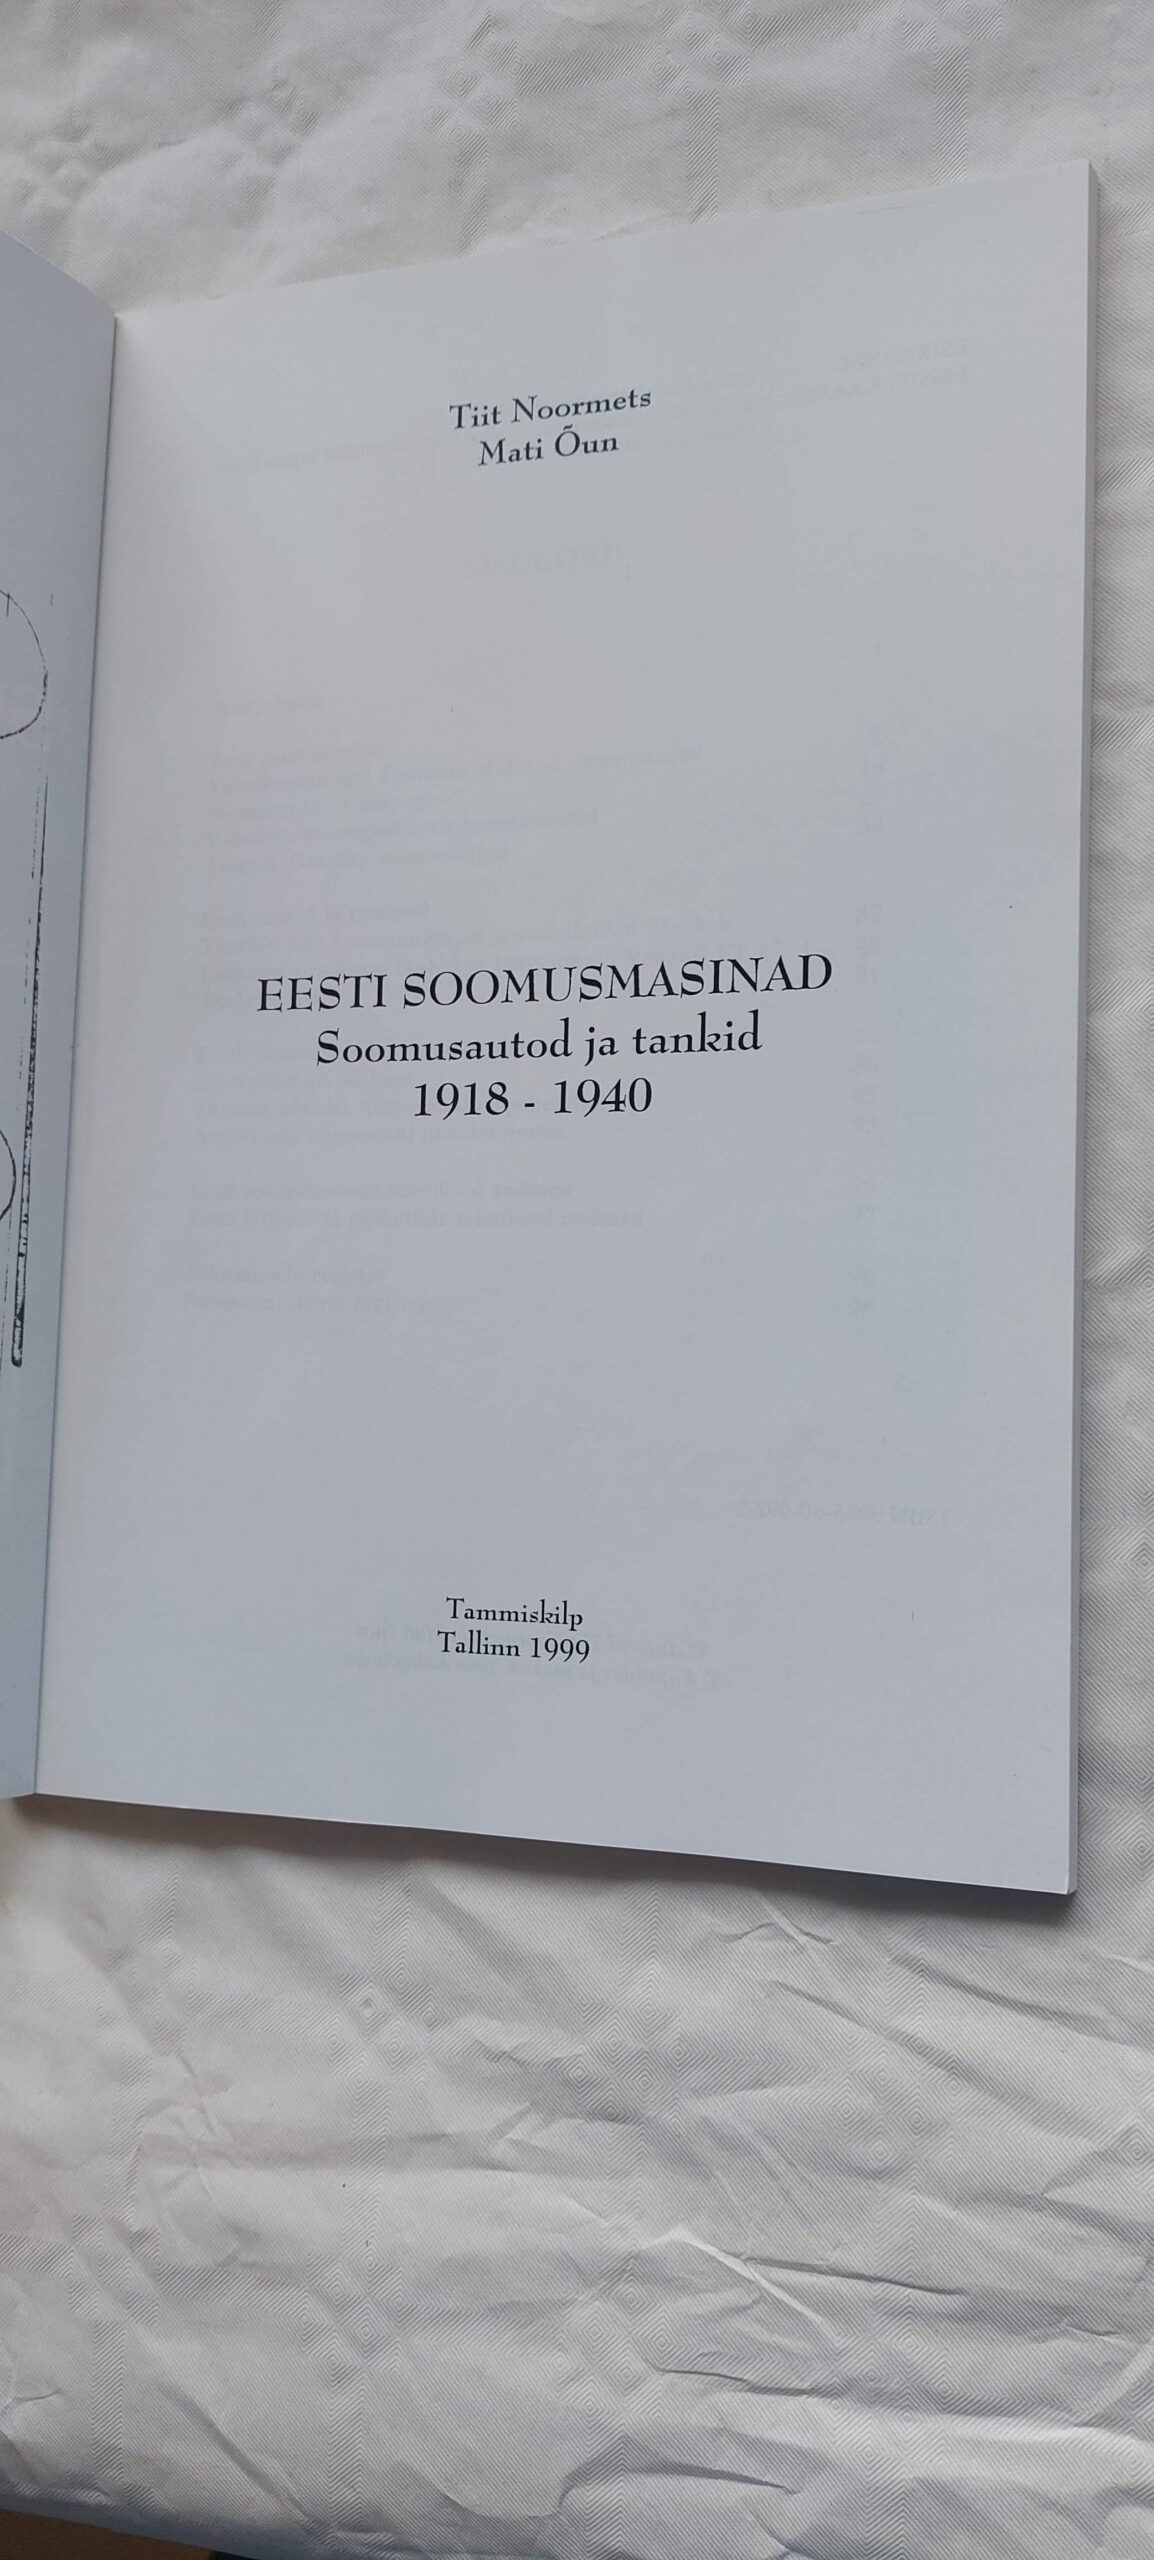 Tiit Noormets
Mati Õun
EESTI SOOMUSMASINAD
Soomusautod ja tankid
1918 - 1940
Tammiskilp
Tallinn 1999